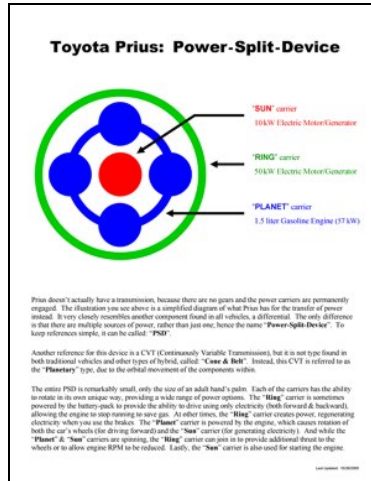 Toyota Prius: Power-Split-Device
"SUN" carrier
10 kW Electric Motor/Generator
"RING" carrier
50 kW Electric Motor/Generator
"PLANET" carrier
1.5 liter Gasoline Engine (57 kW)
Prius doesn't actually have a transmission, because there are no gears and the power carriers are permanently
engaged. The illustration you see above is a simplified diagram of what Prius has for the transfer of power
instead. It very closely resembles another component found in all vehicles, a differential. The only difference
is that there are multiple sources of power, rather than just one; hence the name "Power-Split-Device". To
keep references simple, it can be called: "PSD".
Another reference for this device is a CVT (Continuously Variable Transmission), but it is not type found in
both traditional vehicles and other types of hybrid, called: "Cone & Belt". Instead, this CVT is referred to as
the "Planetary" type, due to the orbital movement of the components within.
The entire PSD is remarkably small, only the size of an adult hand's palm. Each of the carriers has the ability
to rotate in its own unique way, providing a wide range of power options. The "Ring" carrier is sometimes
powered by the battery-pack to provide the ability to drive using only electricity (both forward & backward),
allowing the engine to stop running to save gas. At other times, the "Ring" carrier creates power, regenerating
electricity when you use the brakes. The "Planet" carrier is powered by the engine, which causes rotation of
both the car's wheels (for driving forward) and the "Sun" carrier (for generating electricity). And while the
"Planet" & "Sun" carriers are spinning, the "Ring" carrier can join in to provide additional thrust to the
wheels or to allow engine RPM to be reduced. Lastly, the "Sun" carrier is also used for starting the engine.
Last Updated: